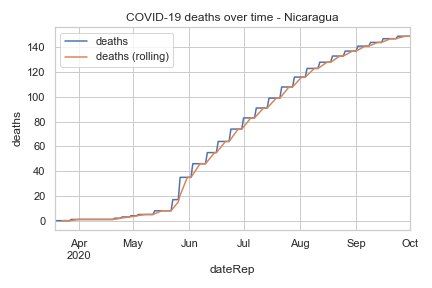 COVID-19 deaths over time - Nicaragua
deaths
deaths (rolling)
deaths
140
120
100
80
60
40
20
0
Apr May Jun Jul Aug Sep Oct
2020
dateRep